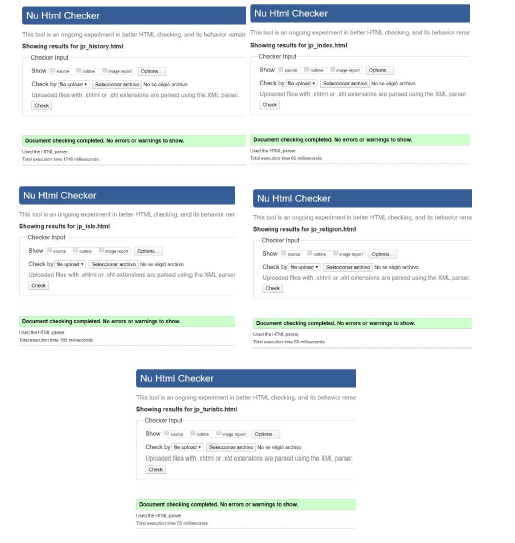 Nu Html Checker
This tool is an ongoing experiment in better HTML checking, and its behavior remain
Showing results for jp_history.html
Checker Input
Show source outline image report Options...
Check by file upload Seleccionar archivo No se eligió archivo
Uploaded files with .xhtml or .xht extensions are parsed using the XML parser.
Check
Document checking completed. No errors or warnings to show.
Used the HTML parser.
Total execution time 1748 milliseconds
Nu Html Checker
This tool is an ongoing experiment in better HTML checking, and its behavior rema
Showing results for jp_index.html
Checker Input
Show source outline image report Options...
Check by file upload Seleccionar archivo No se eligió archivo
Uploaded files with .xhtml or .xht extensions are parsed using the XML parser.
Check
Document checking completed. No errors or warnings to show.
Used the HTML parser.
Total execution time milliseconds
Nu Html Checker
This tool is an ongoing experiment in better HTML checking, and its behavior rem
Showing results for jp_isle.html
Checker Input
Show source outline image report Options...
Check by file upload Seleccionar archivo No se eligió archivo
Uploaded files with .xhtml or .xht extensions are parsed using the XML parser
Check
Document checking completed. No errors or warnings to show.
Used the HTML parser.
Total execution time milliseconds
Nu Html Checker
This tool is an ongoing experiment in better HTML checking, and its behavior rema
Showing results for jp_religion.html
Checker Input
Show source outline image report Options...
Check by file upload Seleccionar archivo No se eligió archivo
Uploaded files with .xhtml or .xht extensions are parsed using the XML parser.
Check
Document checking completed. No errors or warnings to show.
Used the HTML parser.
Total execution time milliseconds
Nu Html Checker
This tool is an ongoing experiment in better HTML checking, and its behavior rema
Showing results for jp_turistic.html
Checker Input
Show source outline image report Options...
Check by file upload Seleccionar archivo No se eligió archivo
Uploaded files with .xhtml or .xht extensions are parsed using the XML parser.
Check
Document checking completed. No errors or warnings to show.
Used the HTML parser.
Total execution time milliseconds